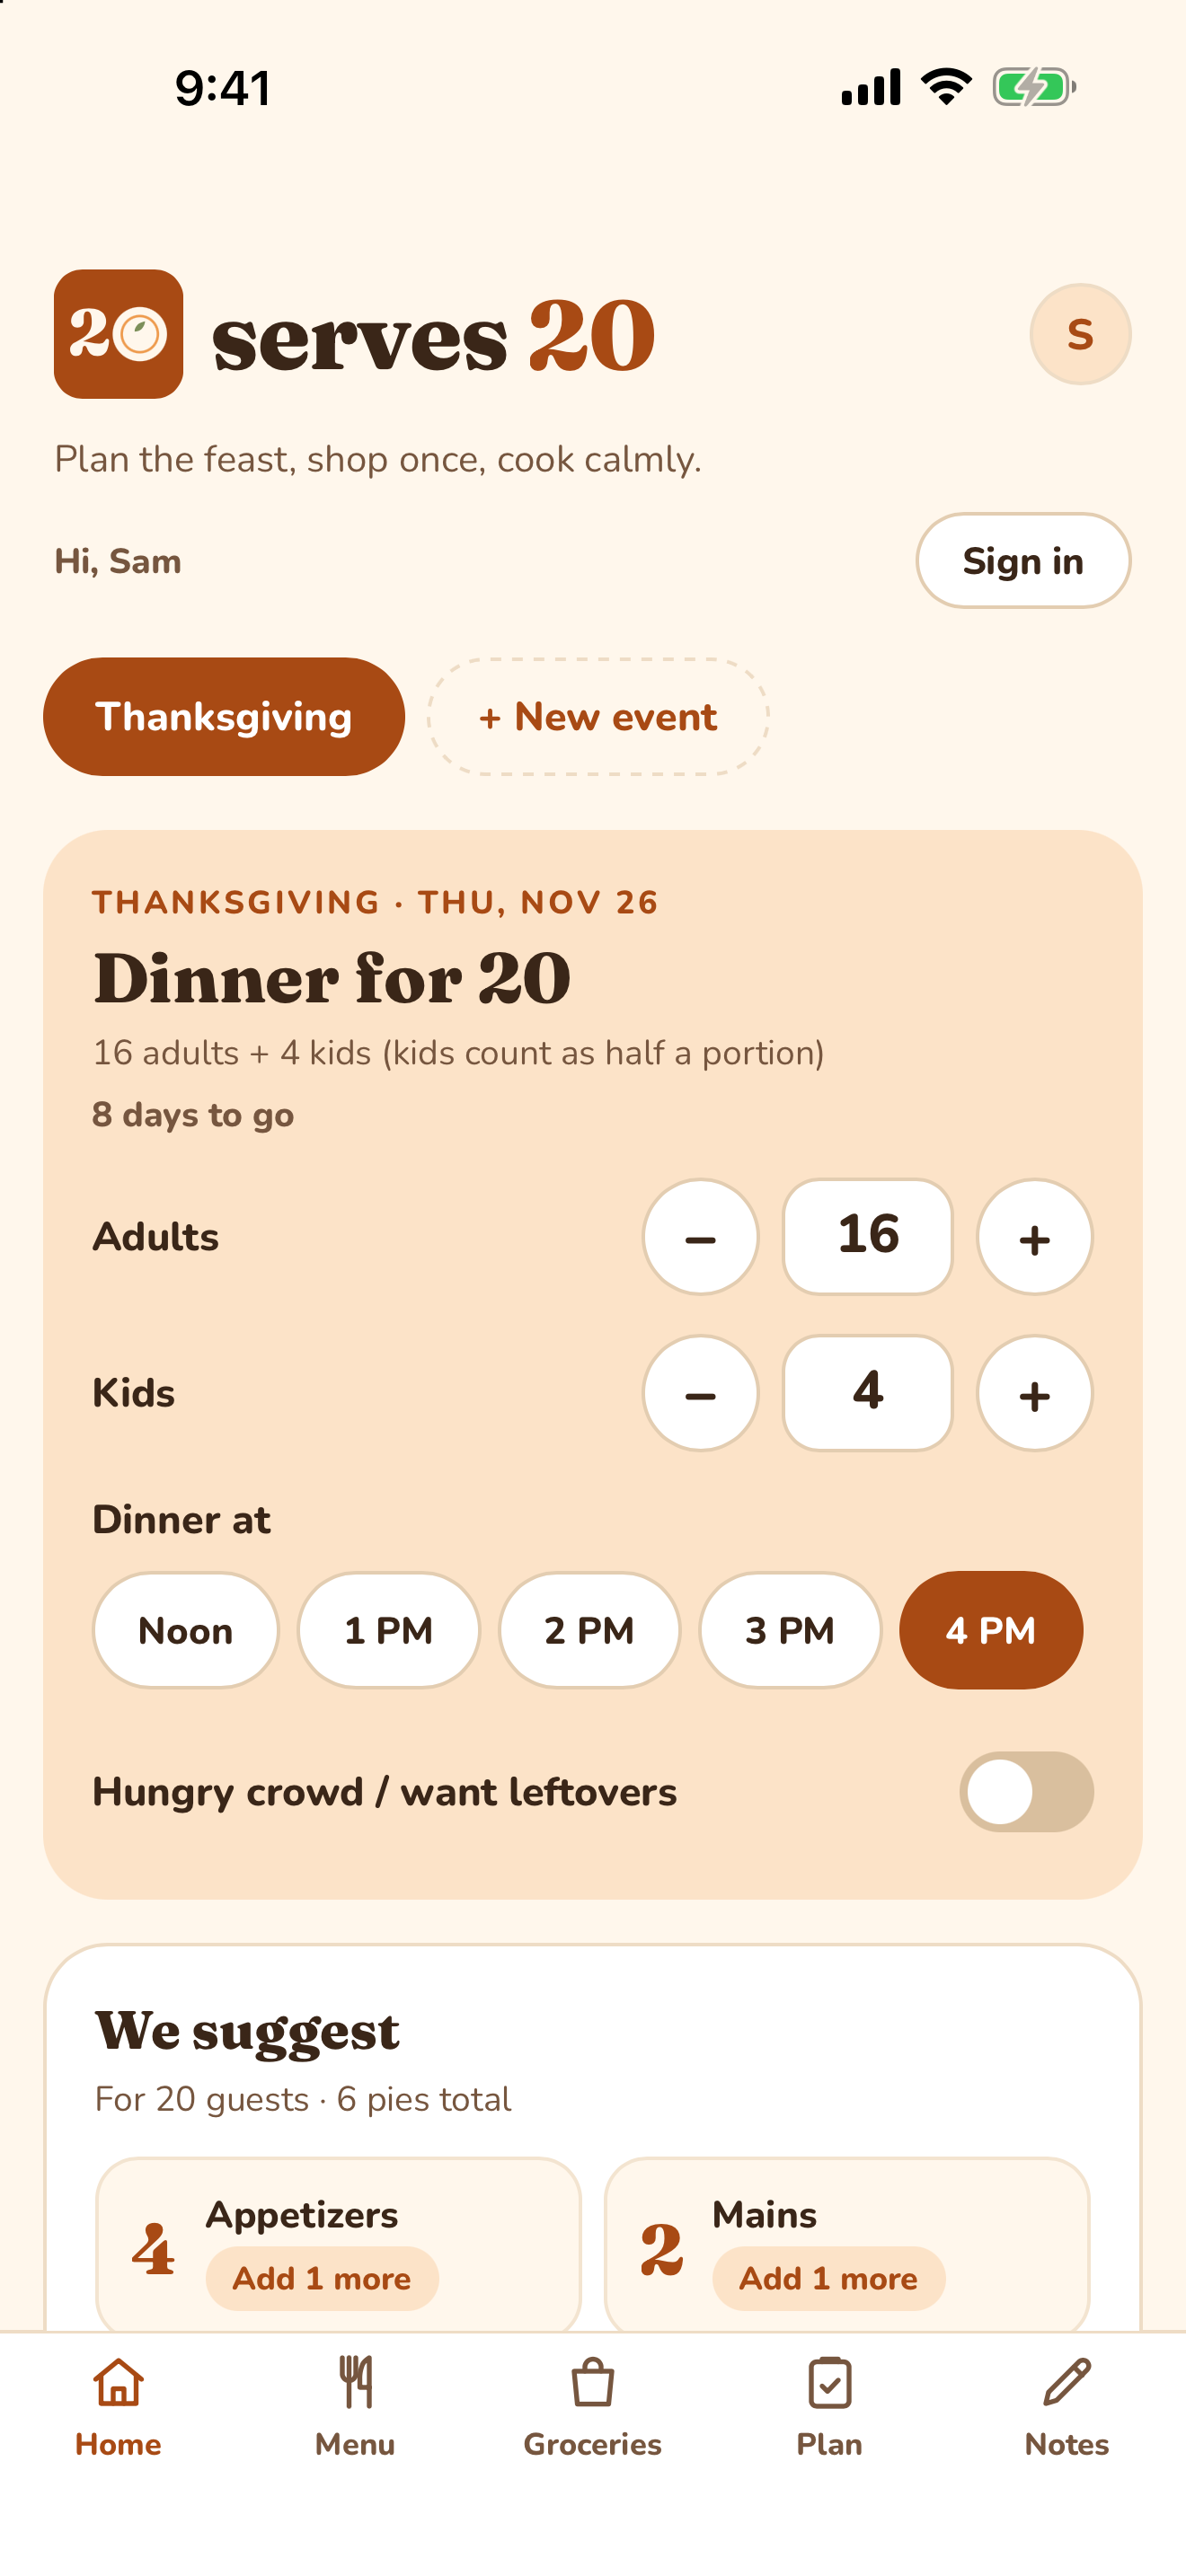 9:41
20 serves 20
S
Plan the feast, shop once, cook calmly.
Hi, Sam
Sign in
Thanksgiving
+ New event
THANKSGIVING · THU, NOV 26
Dinner for 20
16 adults + 4 kids (kids count as half a portion)
8 days to go
Adults
− 16 +
Kids
− 4 +
Dinner at
Noon 1 PM 2 PM 3 PM 4 PM
Hungry crowd / want leftovers
We suggest
For 20 guests · 6 pies total
4 Appetizers
Add 1 more
2 Mains
Add 1 more
Home Menu Groceries Plan Notes